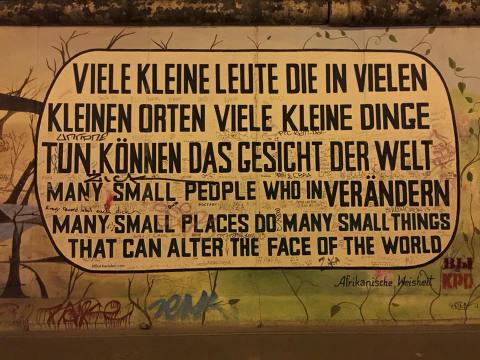 VIELE KLEINE LEUTE DIE IN VIELEN
KLEINEN ORTEN VIELE KLEINE DINGE
TUN KÖNNEN DAS GESICHT DER WELT
VERÄNDERN
MANY SMALL PEOPLE WHO IN
MANY SMALL PLACES DO MANY SMALL THINGS
THAT CAN ALTER THE FACE OF THE WORLD
Afrikanische Weisheit
KPD